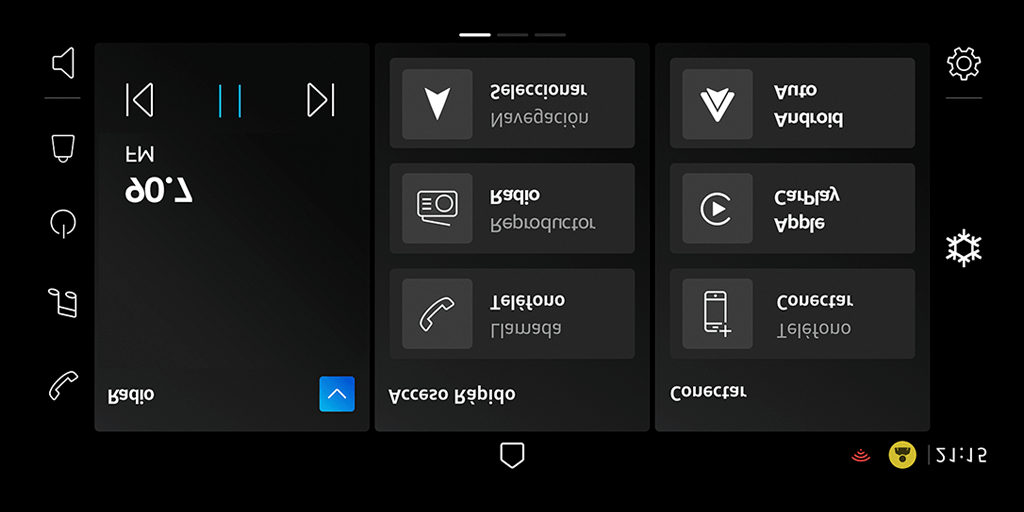 21:15
Radio
90.7
FM
Acceso Rápido
Llamada
Teléfono
Reproductor
Radio
Navegación
Seleccionar
Conectar
Teléfono
Conectar
Apple
CarPlay
Android
Auto